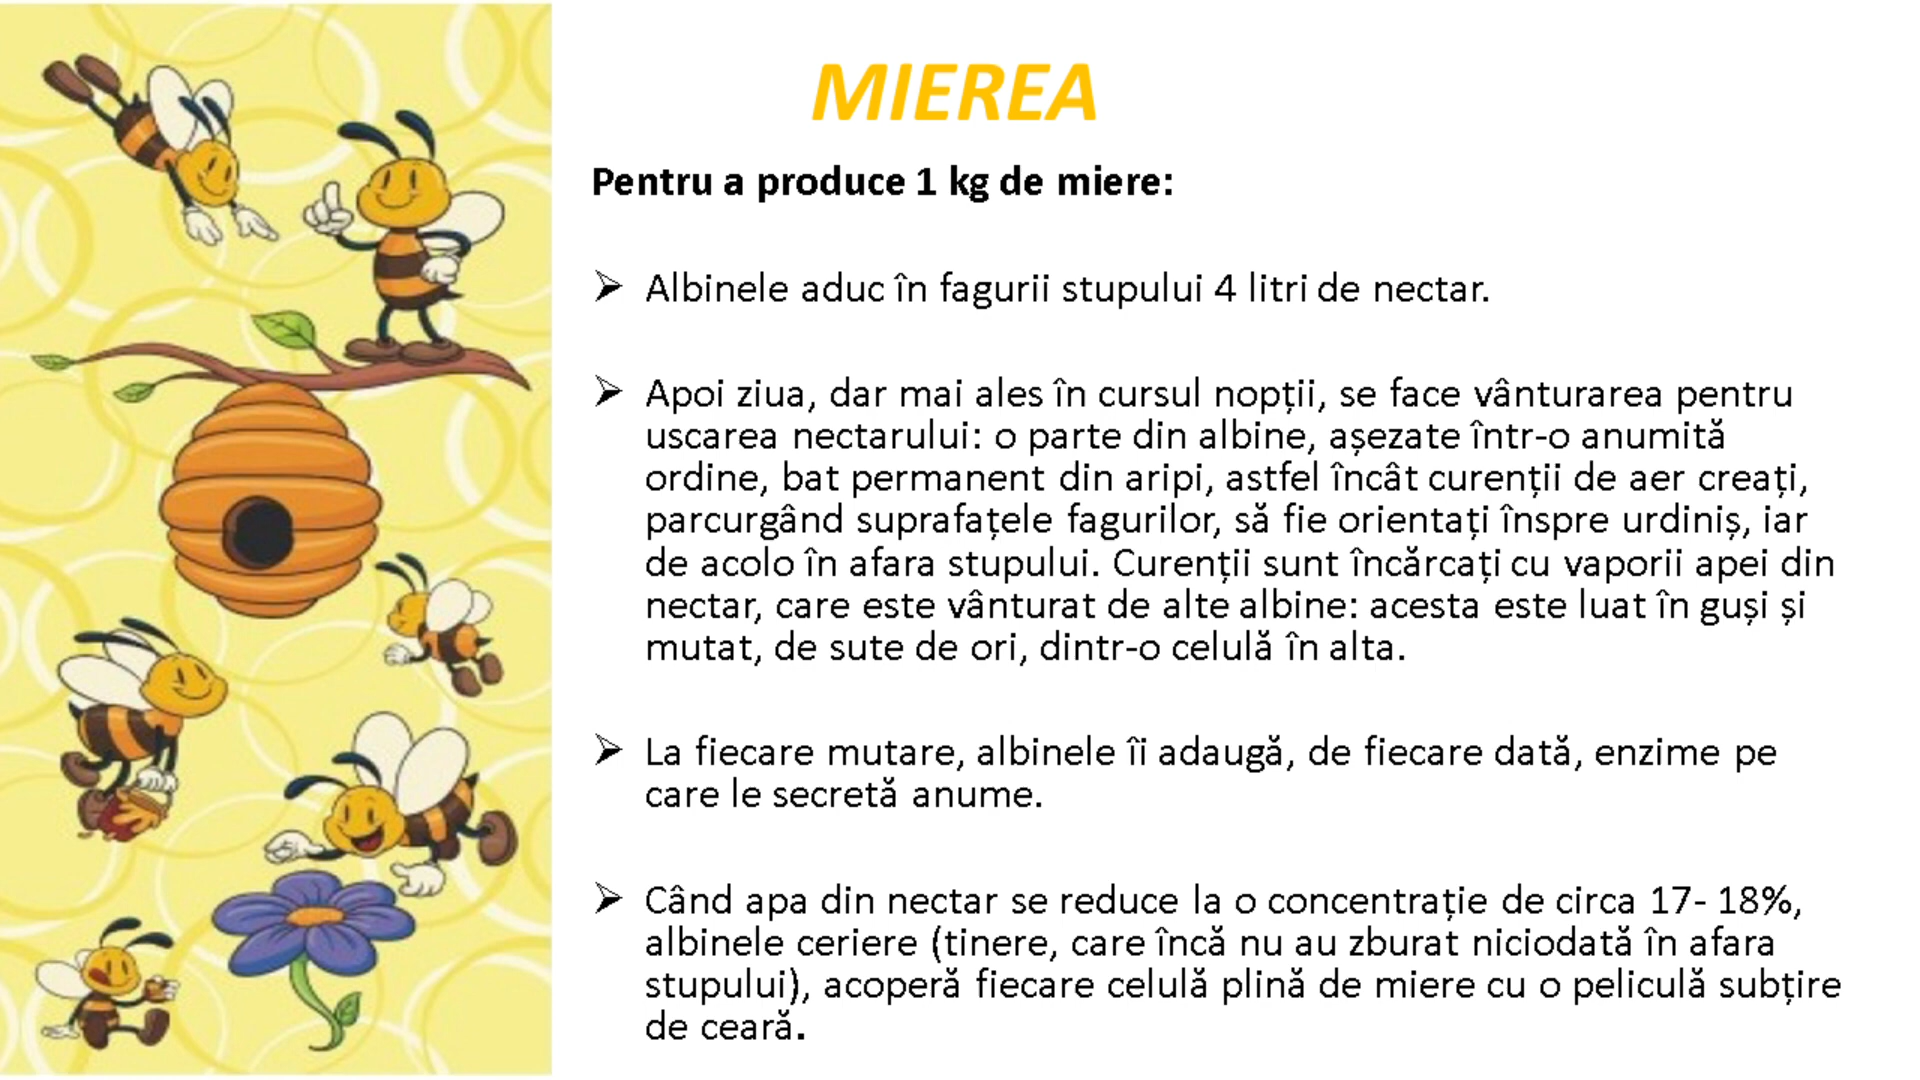 MIEREA
Pentru a produce 1 kg de miere:
➢ Albinele aduc în fagurii stupului 4 litri de nectar.
➢ Apoi ziua, dar mai ales în cursul nopții, se face vânturarea pentru
uscarea nectarului: o parte din albine, așezate într-o anumită
ordine, bat permanent din aripi, astfel încât curenții de aer creați,
parcurgând suprafațele fagurilor, să fie orientați înspre urdiniș, iar
de acolo în afara stupului. Curenții sunt încărcați cu vaporii apei din
nectar, care este vânturat de alte albine: acesta este luat în guși și
mutat, de sute de ori, dintr-o celulă în alta.
➢ La fiecare mutare, albinele îi adaugă, de fiecare dată, enzime pe
care le secretă anume.
➢ Când apa din nectar se reduce la o concentrație de circa 17- 18%,
albinele ceriere (tinere, care încă nu au zburat niciodată în afara
stupului), acoperă fiecare celulă plină de miere cu o peliculă subțire
de ceară.